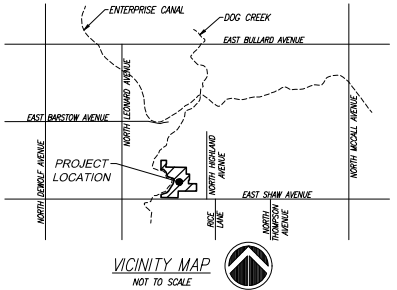 ENTERPRISE CANAL
DOG CREEK
EAST BULLARD AVENUE
NORTH LEONARD AVENUE
EAST BARSTOW AVENUE
NORTH DEWOLF AVENUE
PROJECT
LOCATION
NORTH HIGHLAND
AVENUE
NORTH MCCALL AVENUE
EAST SHAW AVENUE
RICE
LANE
NORTH
THOMPSON
AVENUE
VICINITY MAP
NOT TO SCALE